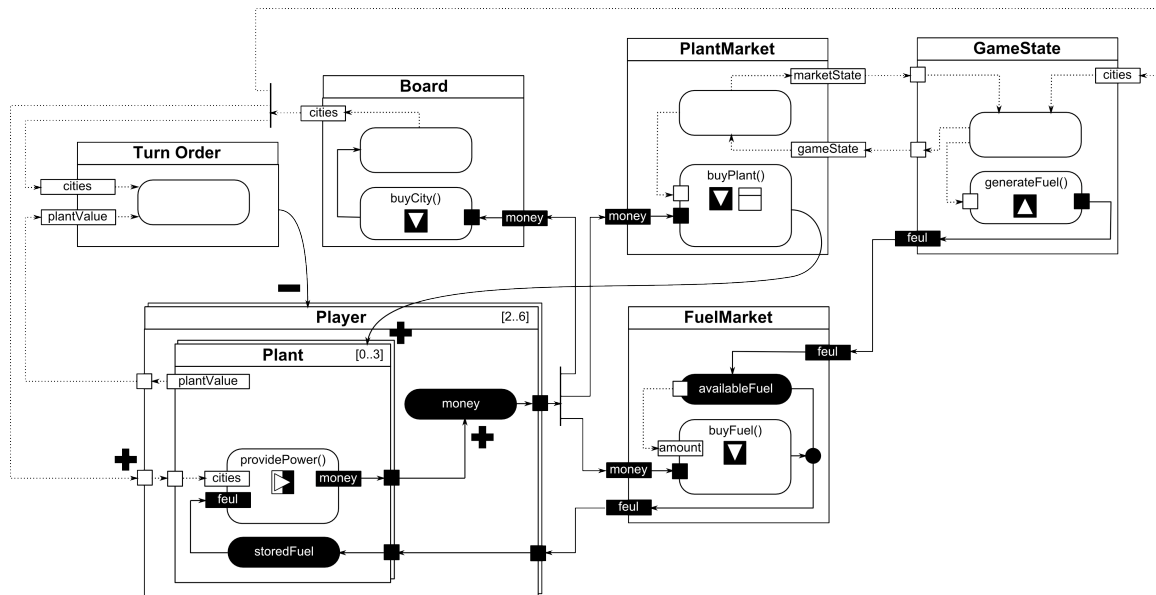 PlantMarket
GameState
marketState
cities
Board
cities
Turn Order
gameState
buyPlant()
generateFuel()
cities
buyCity()
plantValue
money
money
feul
Player
[2..6]
FuelMarket
Plant
[0..3]
feul
plantValue
money
availableFuel
buyFuel()
amount
providePower()
cities
money
money
feul
feul
storedFuel